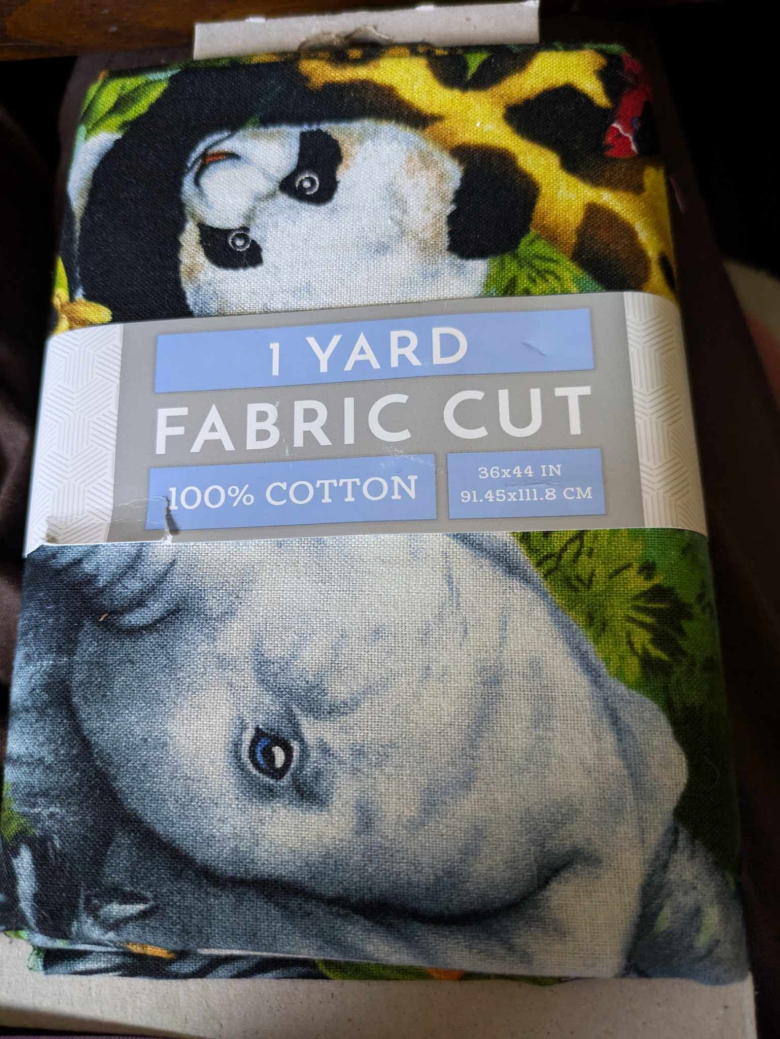 1 YARD
FABRIC CUT
100% COTTON
36x44 IN
91.45x111.8 CM